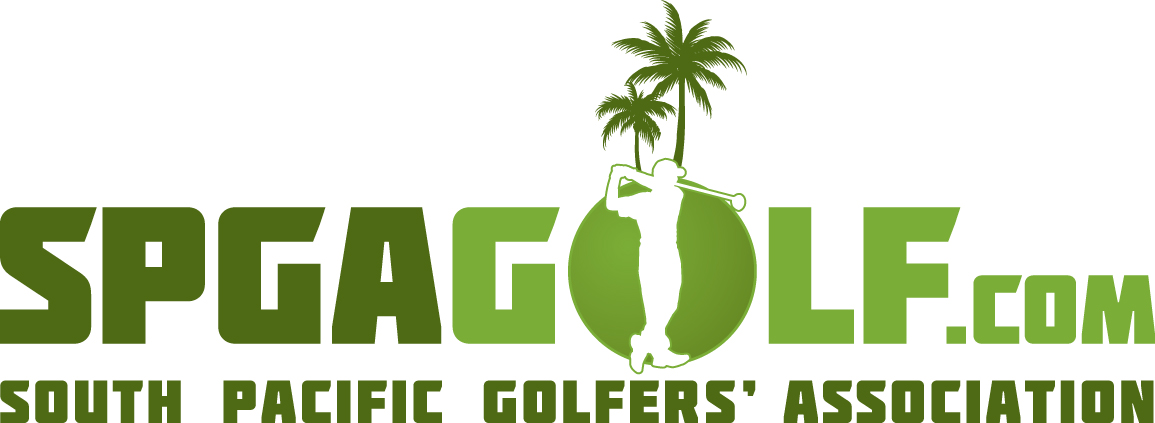 SPGAGOLF.COM
SOUTH PACIFIC GOLFERS' ASSOCIATION